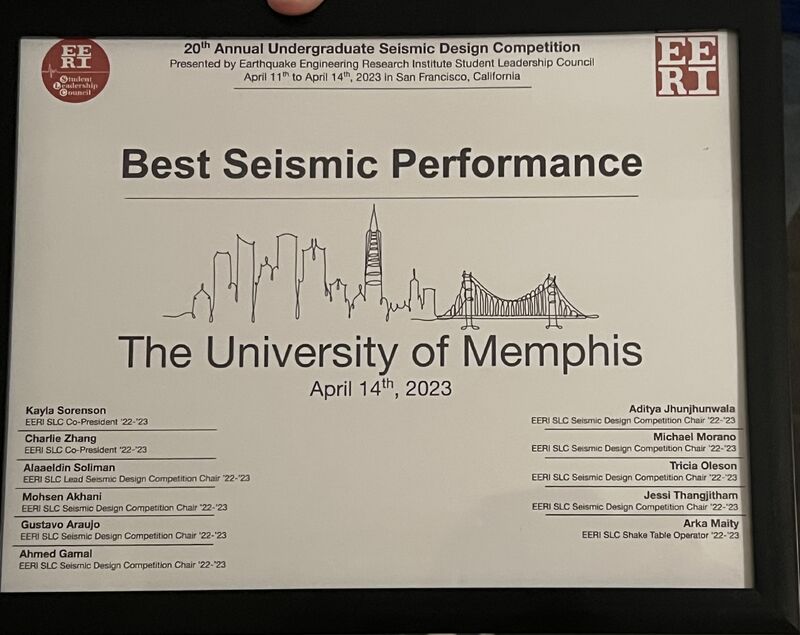 EE
RI
Student
Leadership
Council
20th Annual Undergraduate Seismic Design Competition
Presented by Earthquake Engineering Research Institute Student Leadership Council
April 11th to April 14th, 2023 in San Francisco, California
EE
RI
Best Seismic Performance
The University of Memphis
April 14th, 2023
Kayla Sorenson
EERI SLC Co-President '22-'23
Charlie Zhang
EERI SLC Co-President '22-'23
Alaaeldin Soliman
EERI SLC Lead Seismic Design Competition Chair '22-'23
Mohsen Akhani
EERI SLC Seismic Design Competition Chair '22-'23
Gustavo Araujo
EERI SLC Seismic Design Competition Chair '22-'23
Ahmed Gamal
EERI SLC Seismic Design Competition Chair '22-'23
Aditya Jhunjhunwala
EERI SLC Seismic Design Competition Chair '22-'23
Michael Morano
EERI SLC Seismic Design Competition Chair '22-'23
Tricia Oleson
EERI SLC Seismic Design Competition Chair '22-'23
Jessi Thangjitham
EERI SLC Seismic Design Competition Chair '22-'23
Arka Maity
EERI SLC Shake Table Operator '22-'23